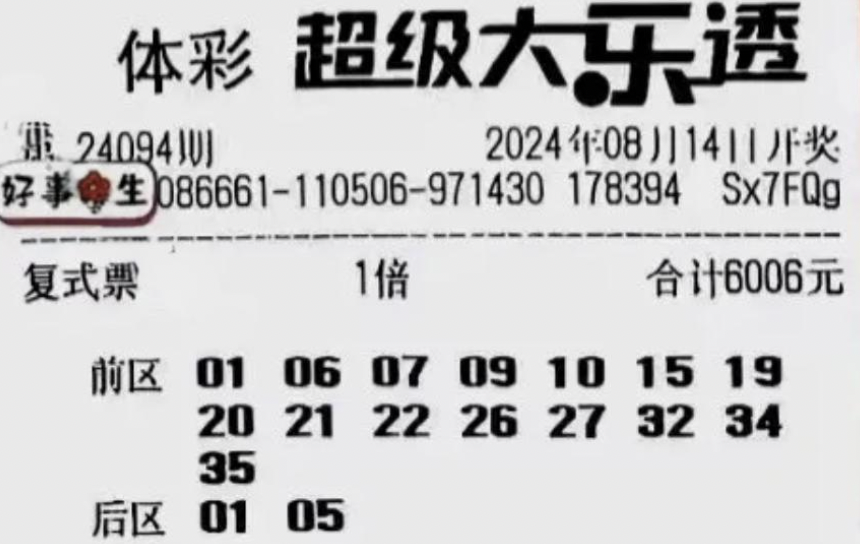 体彩 超级大乐透
第 24094期 2024年08月14日开奖
好事 生 086661-110506-971430 178394 Sx7FQg
复式票 1倍 合计6006元
前区 01 06 07 09 10 15 19
20 21 22 26 27 32 34
35
后区 01 05